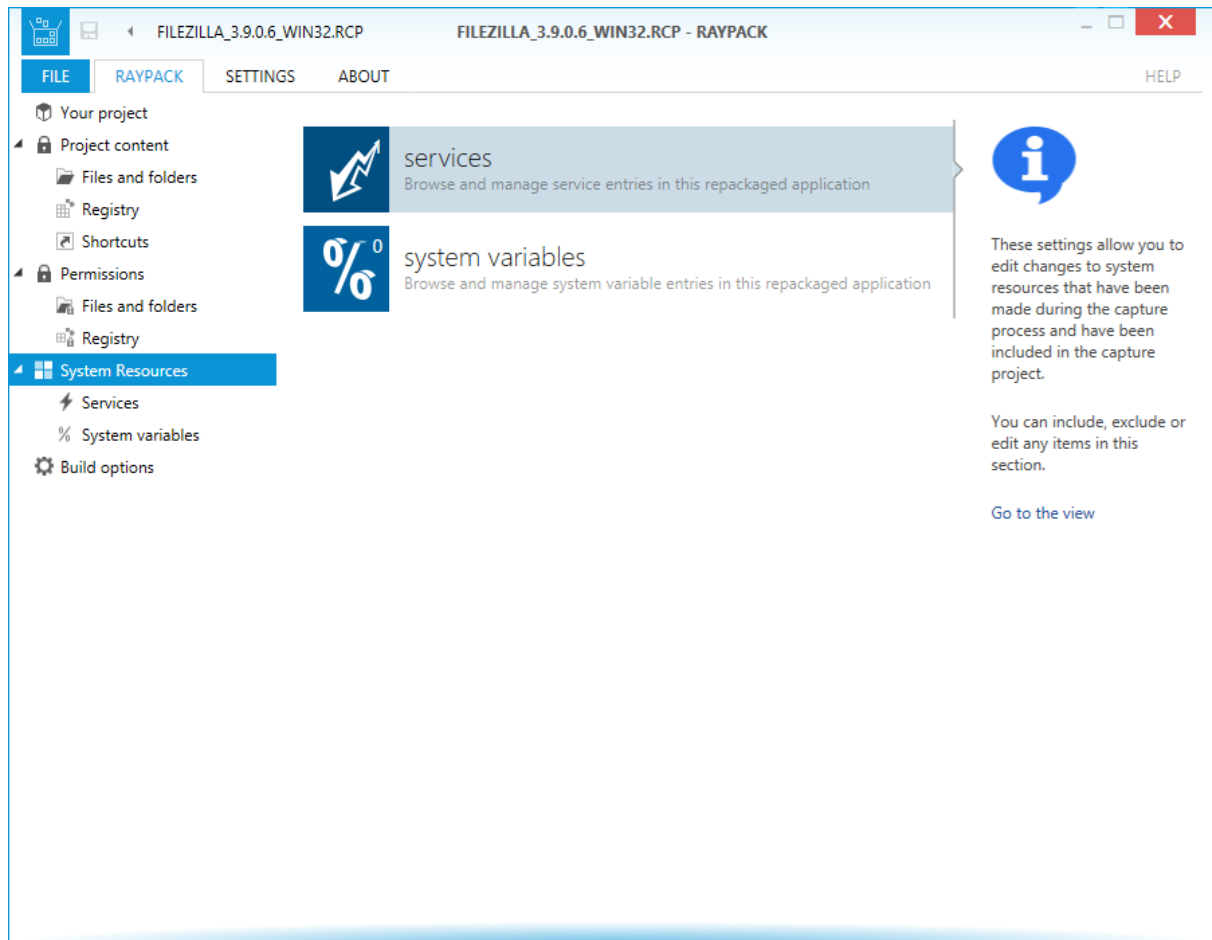 FILEZILLA_3.9.0.6_WIN32.RCP FILEZILLA_3.9.0.6_WIN32.RCP - RAYPACK
FILE RAYPACK SETTINGS ABOUT HELP
Your project
Project content
Files and folders
Registry
Shortcuts
Permissions
Files and folders
Registry
System Resources
Services
System variables
Build options
services
Browse and manage service entries in this repackaged application
0
system variables
Browse and manage system variable entries in this repackaged application
These settings allow you to
edit changes to system
resources that have been
made during the capture
process and have been
included in the capture
project.
You can include, exclude or
edit any items in this
section.
Go to the view